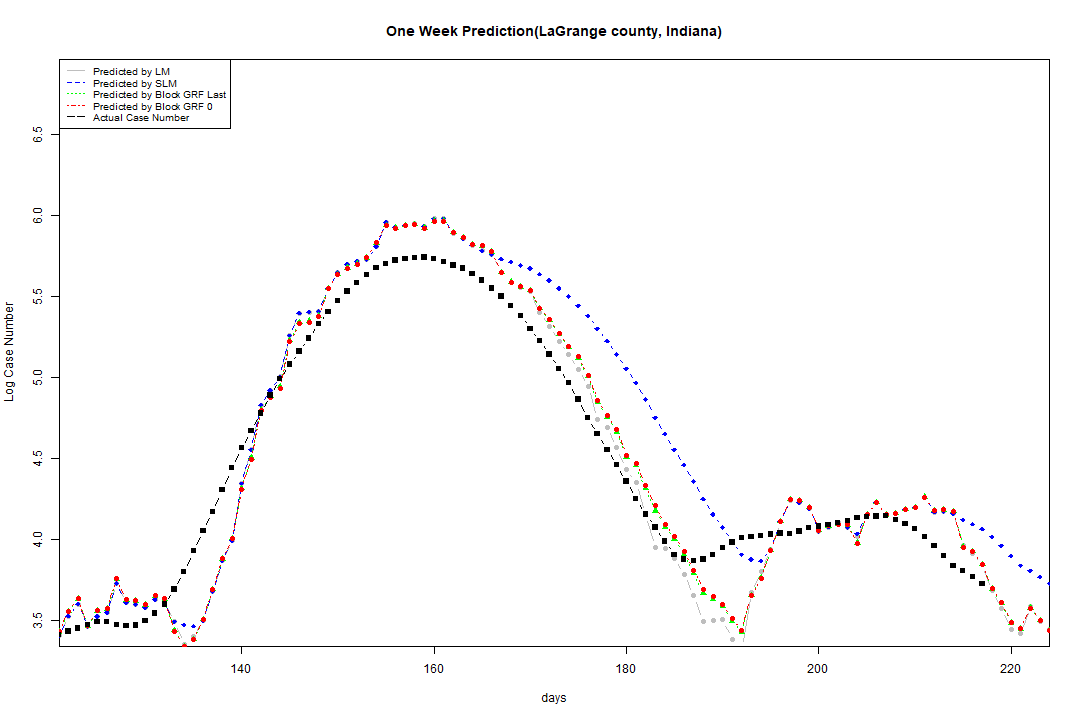 One Week Prediction(LaGrange county, Indiana)
Predicted by LM
Predicted by SLM
Predicted by Block GRF Last
Predicted by Block GRF 0
Actual Case Number
Log Case Number
6.5
6.0
5.5
5.0
4.5
4.0
3.5
140 160 180 200 220
days